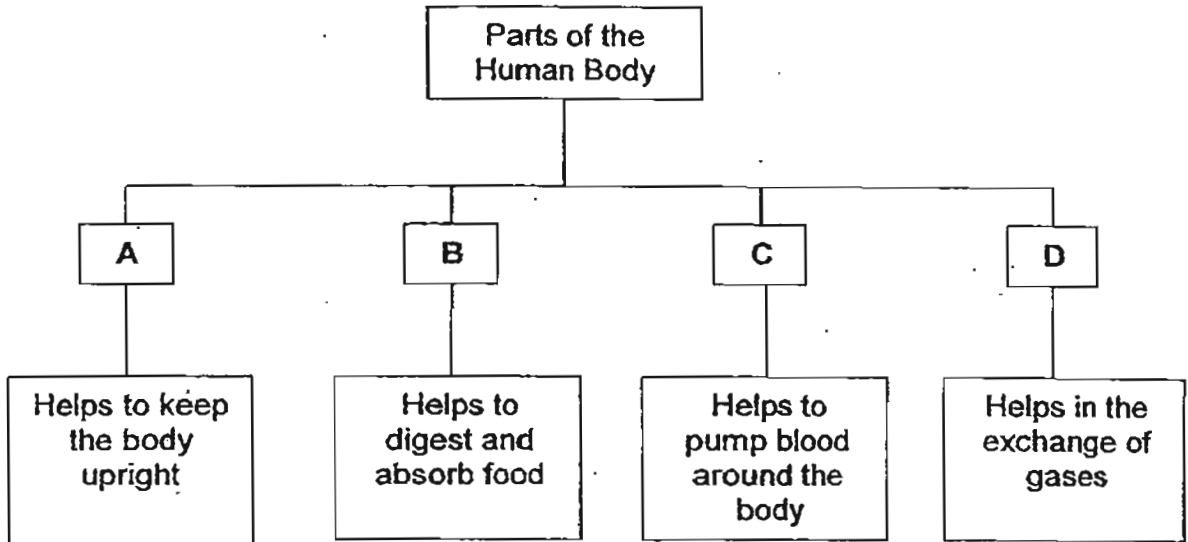 Parts of the
Human Body
A
B
C
D
Helps to keep
the body
upright
Helps to
digest and
absorb food
Helps to
pump blood
around the
body
Helps in the
exchange of
gases